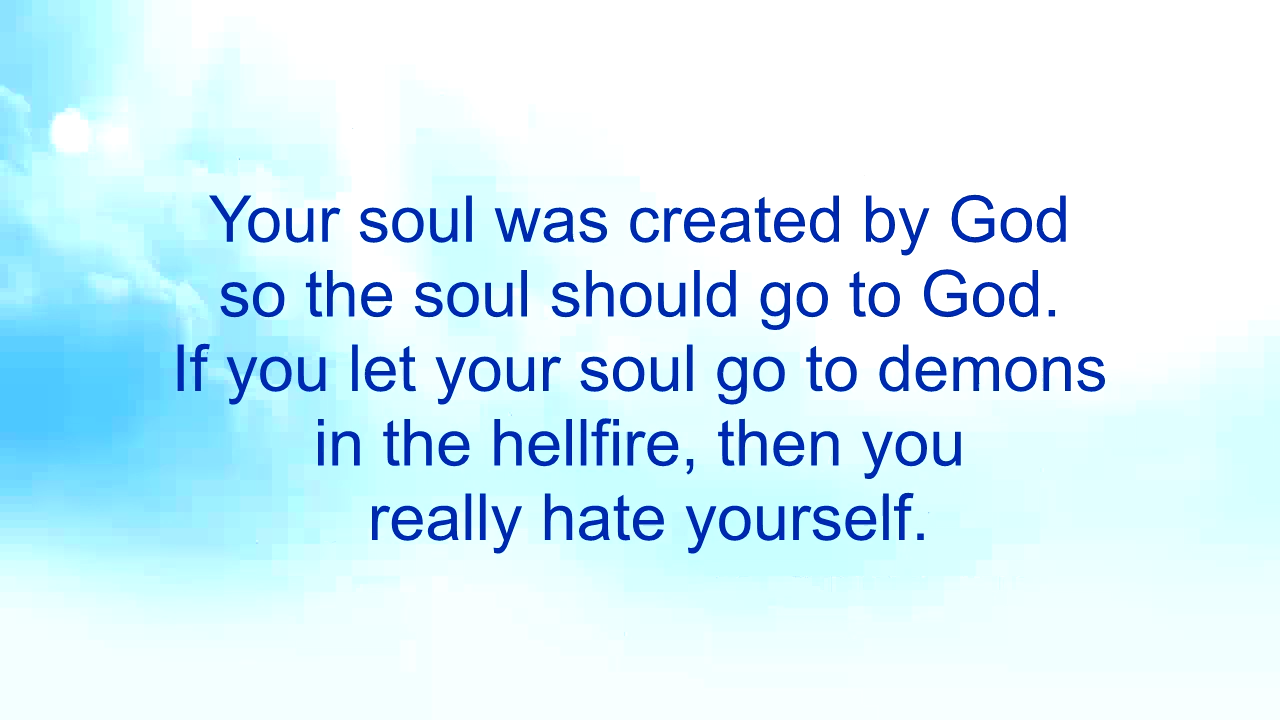 Your soul was created by God
so the soul should go to God.
If you let your soul go to demons
in the hellfire, then you
really hate yourself.